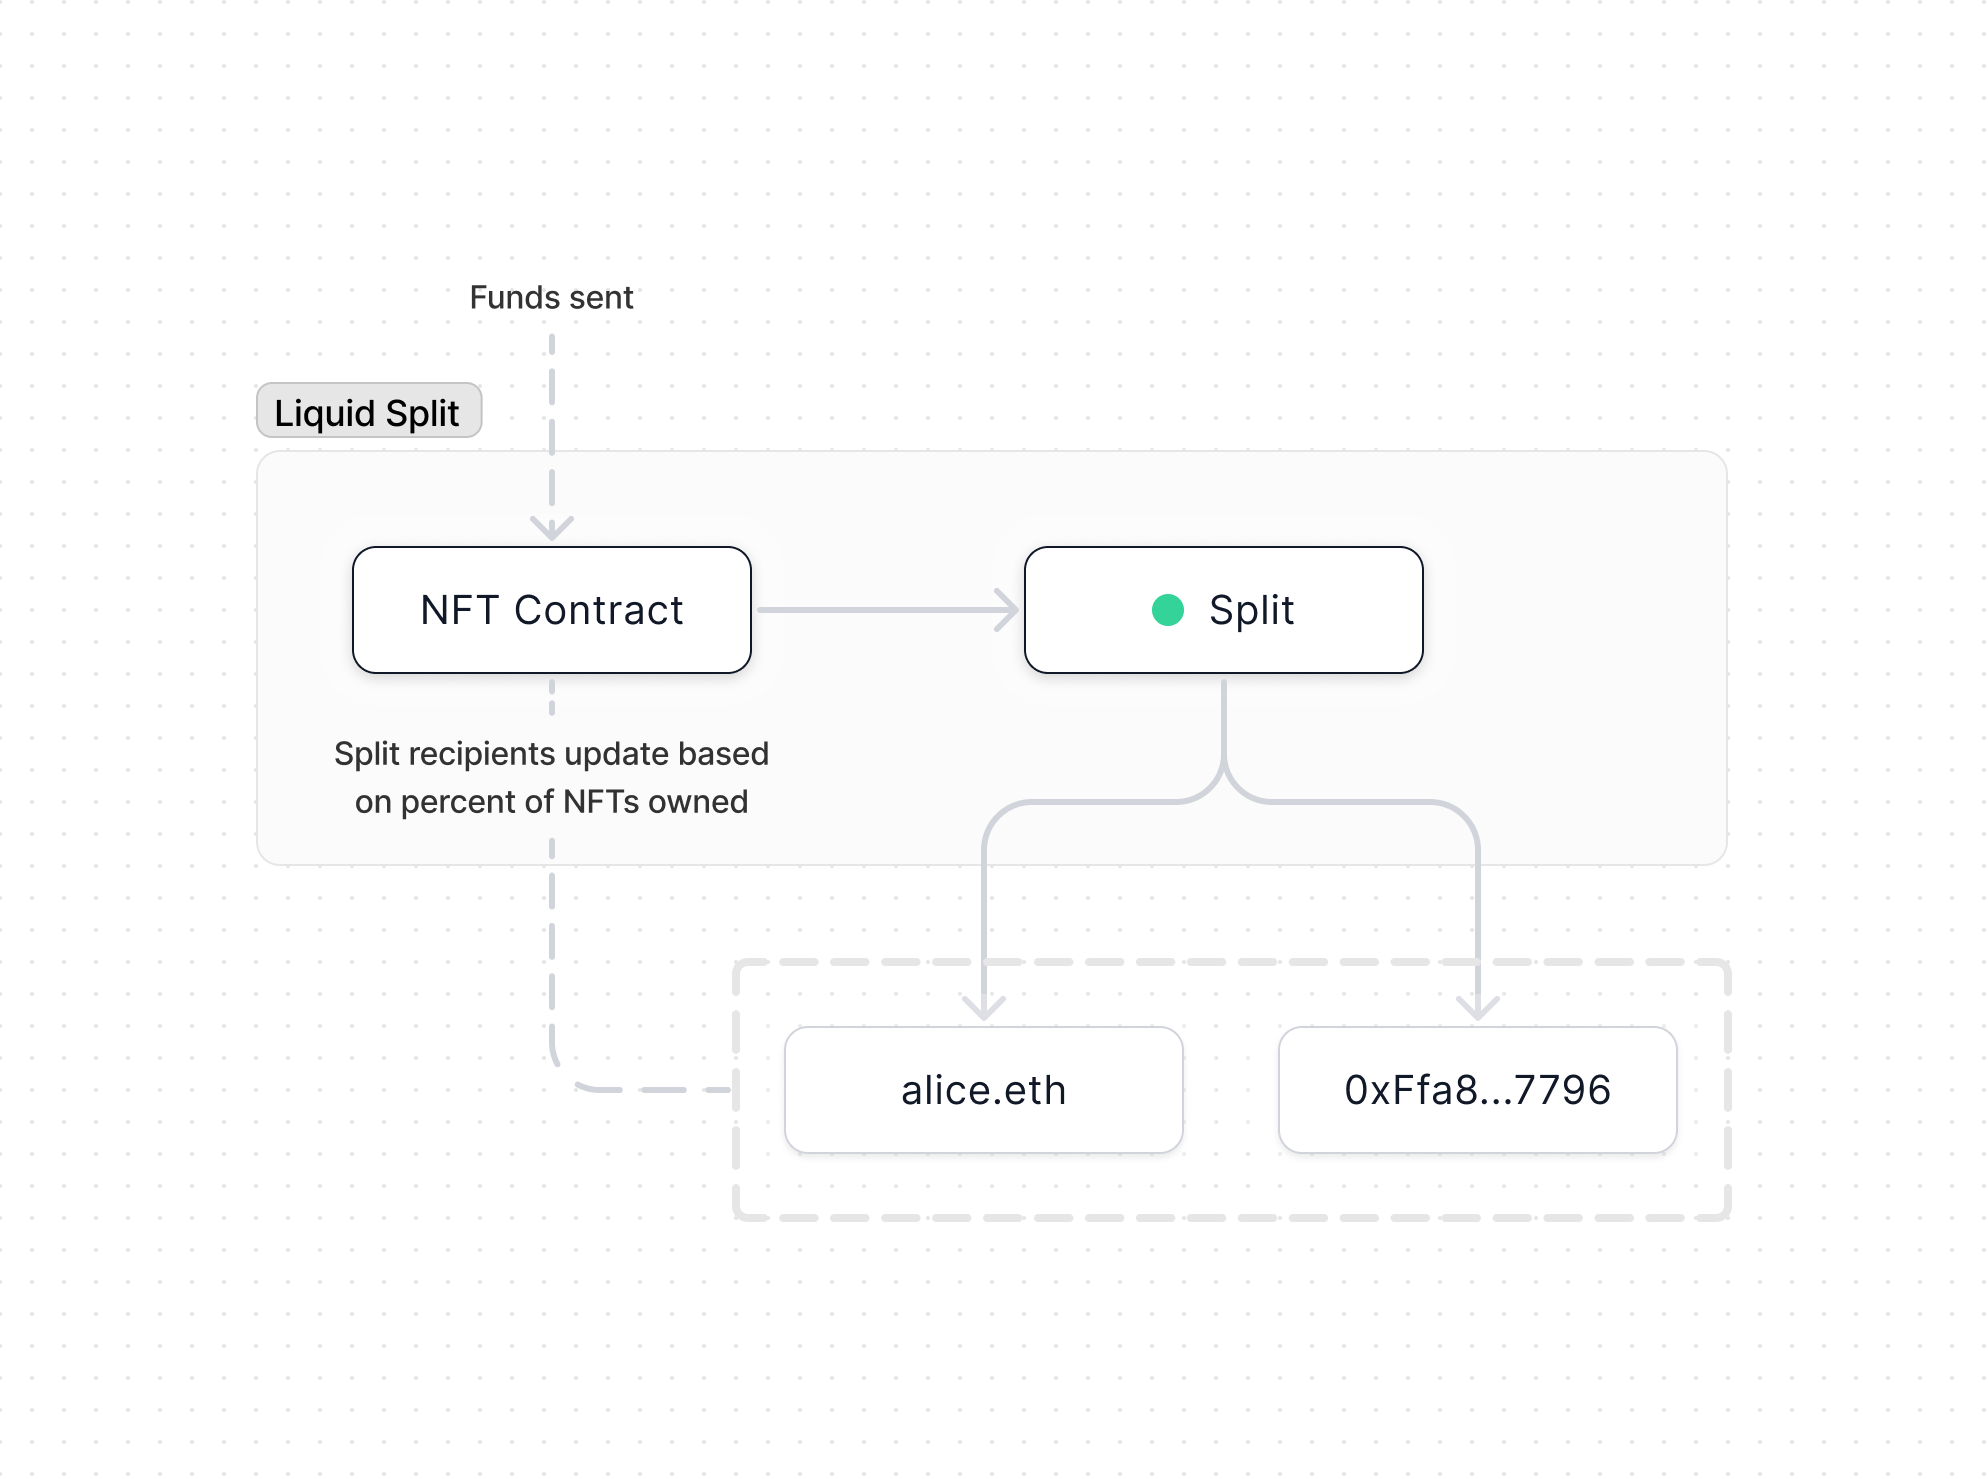 Funds sent
Liquid Split
NFT Contract
Split
Split recipients update based
on percent of NFTs owned
alice.eth
0xFfa8...7796